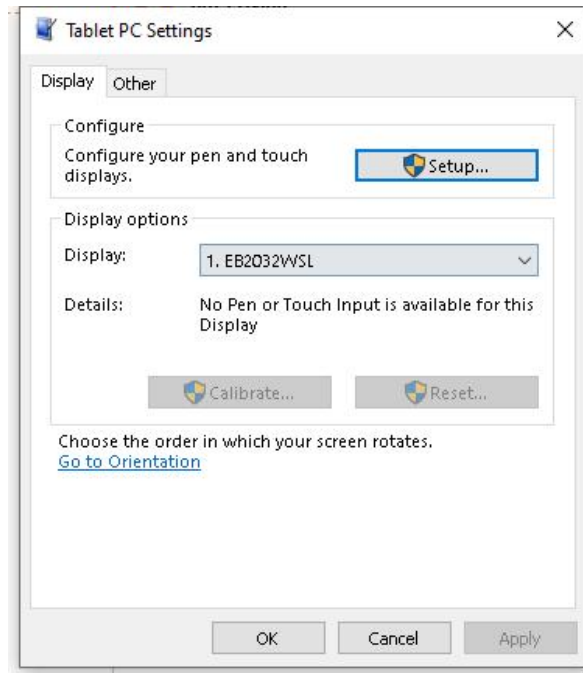 Tablet PC Settings
Display
Other
Configure
Configure your pen and touch
displays.
Setup...
Display options
Display:
1. EB2032WSL
Details:
No Pen or Touch Input is available for this
Display
Calibrate...
Reset...
Choose the order in which your screen rotates.
Go to Orientation
OK
Cancel
Apply